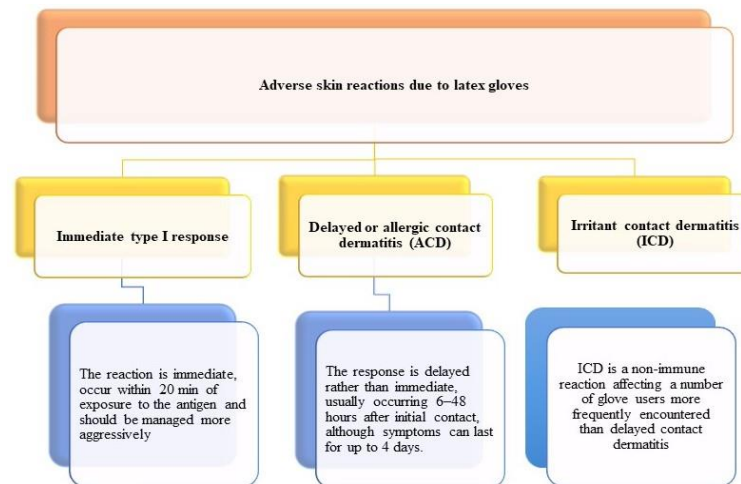 Adverse skin reactions due to latex gloves
Immediate type I response
Delayed or allergic contact
dermatitis (ACD)
Irritant contact dermatitis
(ICD)
The reaction is immediate,
occur within 20 min of
exposure to the antigen and
should be managed more
aggressively
The response is delayed
rather than immediate,
usually occurring 6–48
hours after initial contact,
although symptoms can last
for up to 4 days.
ICD is a non-immune
reaction affecting a number
of glove users more
frequently encountered
than delayed contact
dermatitis